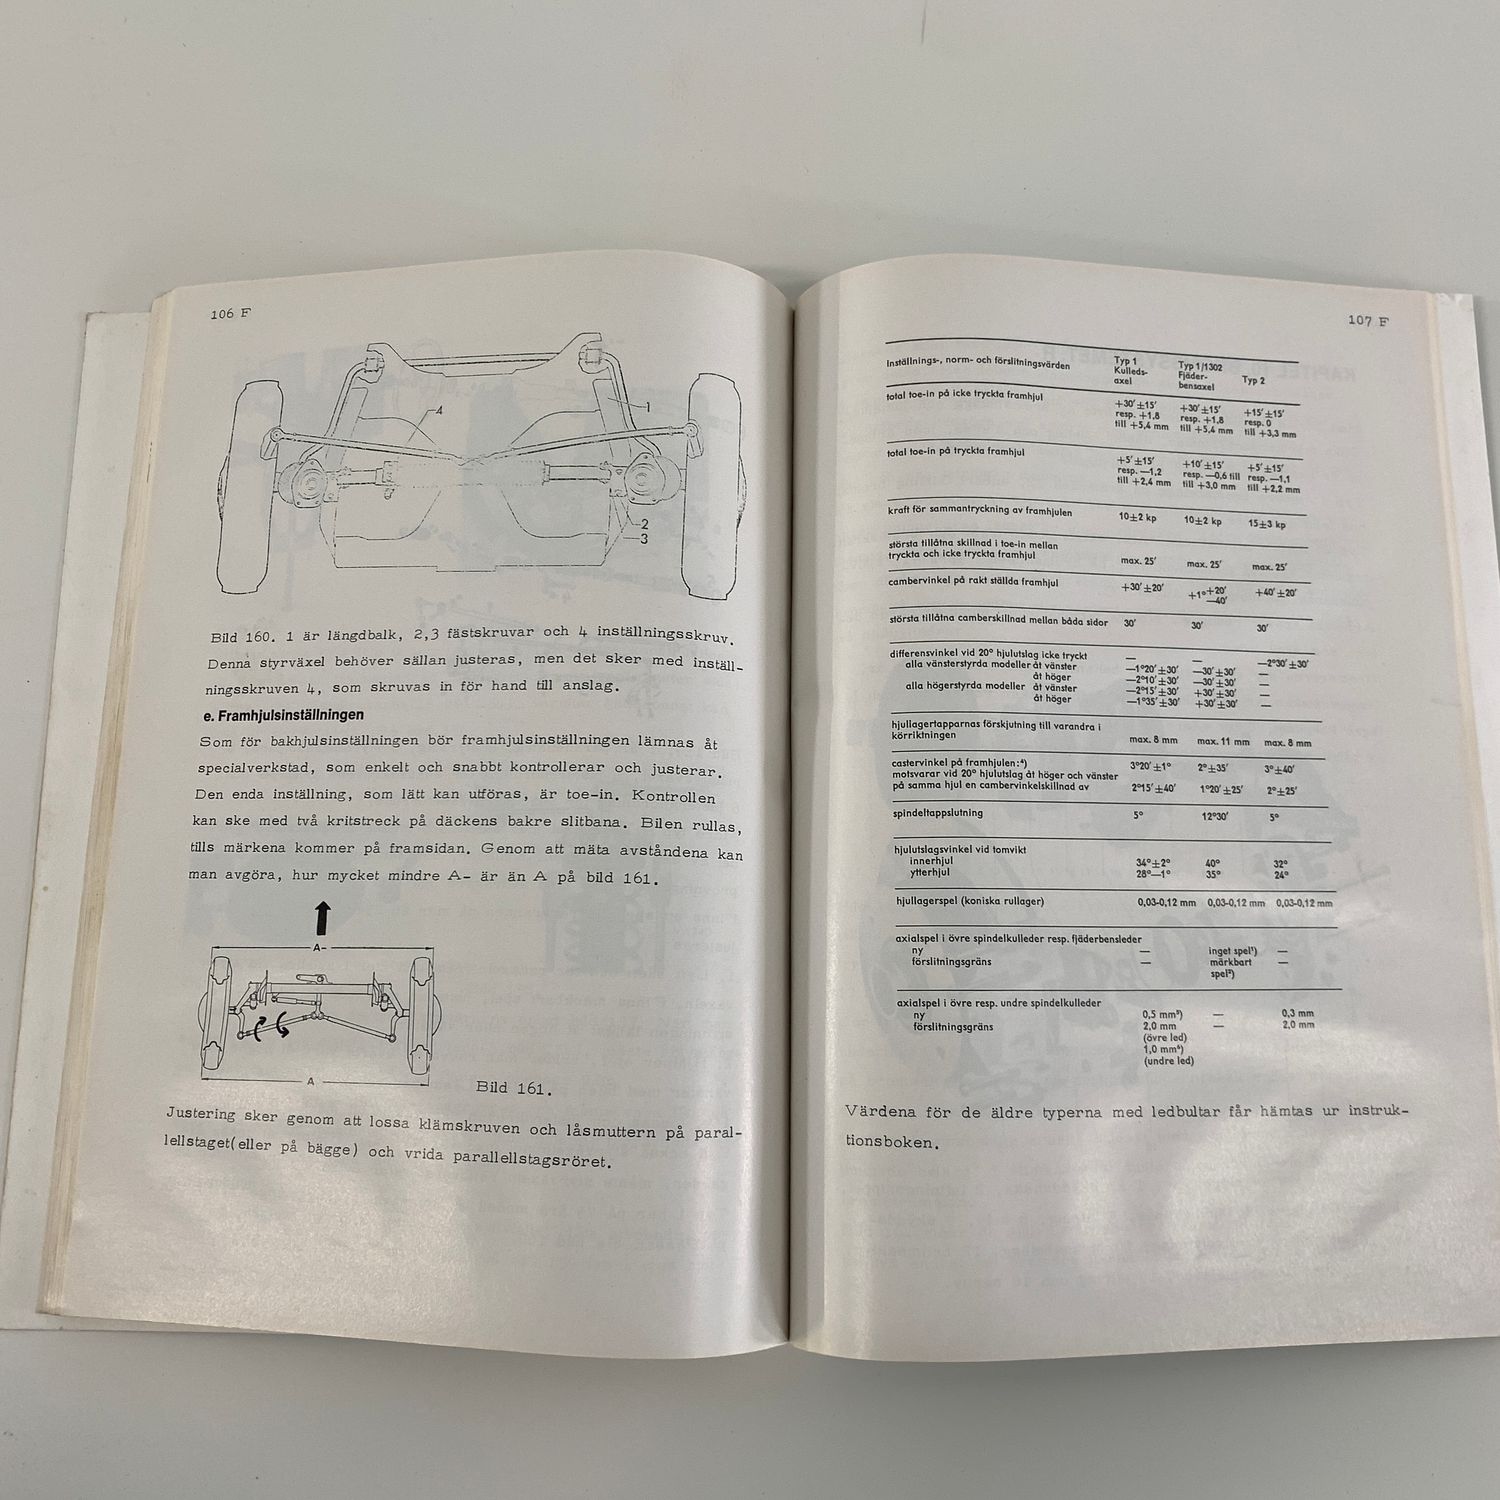 106 F
4
1
2
3
Bild 160. 1 är längdbalk, 2,3 fästskruvar och 4 inställningsskruv.
Denna styrväxel behöver sällan justeras, men det sker med inställ-
ningsskruven 4, som skruvas in för hand till anslag.
e. Framhjulsinställningen
Som för bakhjulsinställningen bör framhjulsinställningen lämnas åt
specialverkstad, som enkelt och snabbt kontrollerar och justerar.
Den enda inställning, som lätt kan utföras, är toe-in. Kontrollen
kan ske med två kritstreck på däckens bakre slitbana. Bilen rullas,
tills märkena kommer på framsidan. Genom att mäta avståndena kan
man avgöra, hur mycket mindre A- är än A på bild 161.
A-
A
Bild 161.
Justering sker genom att lossa klämskruven och låsmuttern på paral-
lellstaget(eller på bägge) och vrida parallellstagsröret.
107 F
Inställnings-, norm- och förslitningsvärden Typ 1 Kulleds- axel Typ 1/1302 Fjäder- bensaxel Typ 2
total toe-in på icke tryckta framhjul +30′±15′ +30′±15′ +15′±15′
resp. +1,8 resp. +1,8 resp. 0
till +5,4 mm till +5,4 mm till +3,3 mm
total toe-in på tryckta framhjul +5′±15′ +10′±15′ +5′±15′
resp. —1,2 resp. —0,6 till resp. —1,1
till +2,4 mm till +3,0 mm till +2,2 mm
kraft för sammantryckning av framhjulen 10±2 kp 10±2 kp 15±3 kp
största tillåtna skillnad i toe-in mellan
tryckta och icke tryckta framhjul max. 25′ max. 25′ max. 25′
cambervinkel på rakt ställda framhjul +30′±20′ +1°+20′ —40′ +40′±20′
största tillåtna camberskillnad mellan båda sidor 30′ 30′ 30′
differensvinkel vid 20° hjulutslag icke tryckt — — —2°30′±30′
alla vänsterstyrda modeller åt vänster —1°20′±30′ —30′±30′ —
åt höger —2°10′±30′ —30′±30′ —
alla högerstyrda modeller åt vänster —2°15′±30′ +30′±30′ —
åt höger —1°35′±30′ +30′±30′ —
hjullagertapparnas förskjutning till varandra i
körriktningen max. 8 mm max. 11 mm max. 8 mm
castervinkel på framhjulen:⁴) 3°20′±1° 2°±35′ 3°±40′
motsvarar vid 20° hjulutslag åt höger och vänster
på samma hjul en cambervinkelskillnad av 2°15′±40′ 1°20′±25′ 2°±25′
spindeltappslutning 5° 12°30′ 5°
hjulutslagsvinkel vid tomvikt
innerhjul 34°±2° 40° 32°
ytterhjul 28°—1° 35° 24°
hjullagerspel (koniska rullager) 0,03-0,12 mm 0,03-0,12 mm 0,03-0,12 mm
axialspel i övre spindelkulleder resp. fjäderbensleder
ny — inget spel¹) —
förslitningsgräns — märkbart —
spel²)
axialspel i övre resp. undre spindelkulleder
ny 0,5 mm³) — 0,3 mm
förslitningsgräns 2,0 mm — 2,0 mm
(övre led)
1,0 mm⁴)
(undre led)
Värdena för de äldre typerna med ledbultar får hämtas ur instruk-
tionsboken.